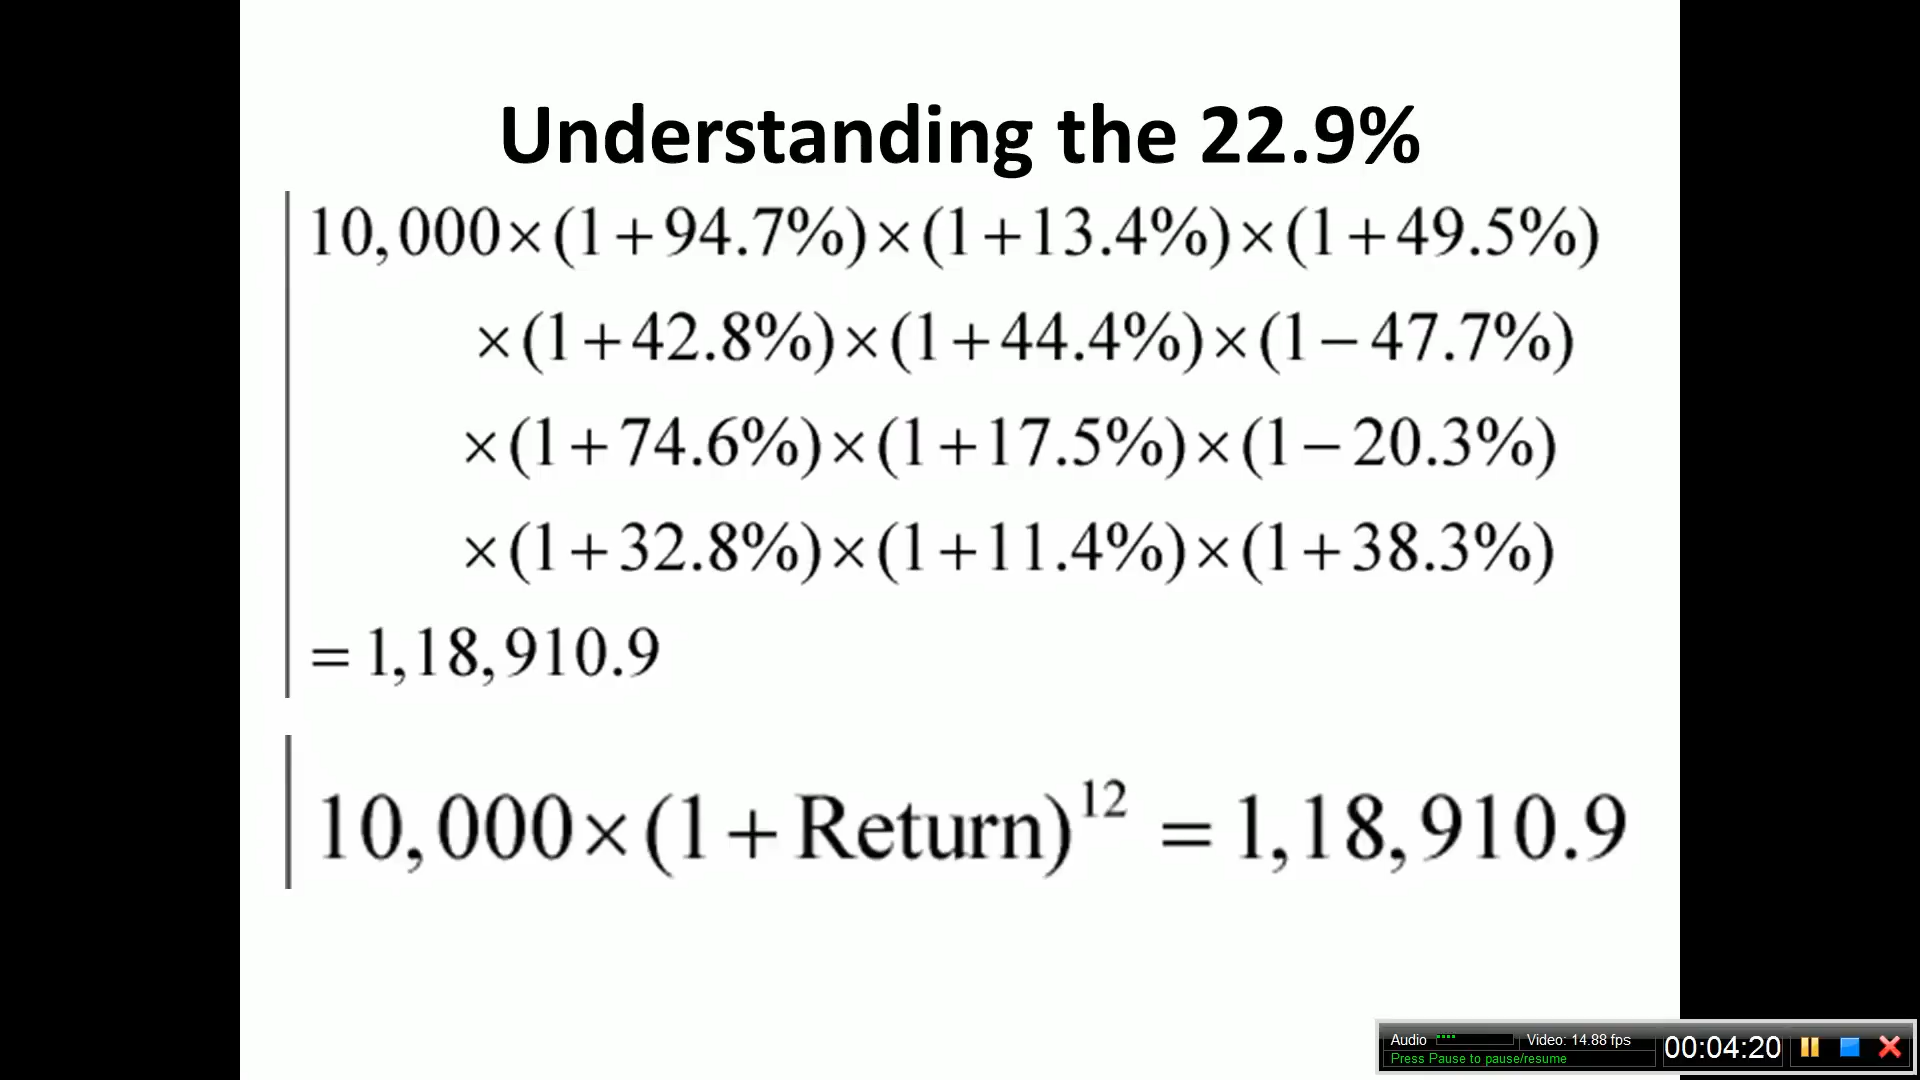 Understanding the 22.9%
10,000×(1+94.7%)×(1+13.4%)×(1+49.5%)
×(1+42.8%)×(1+44.4%)×(1−47.7%)
×(1+74.6%)×(1+17.5%)×(1−20.3%)
×(1+32.8%)×(1+11.4%)×(1+38.3%)
=1,18,910.9
10,000×(1+Return)¹² =1,18,910.9
Audio Video: 14.88 fps 00:04:20
Press Pause to pause/resume